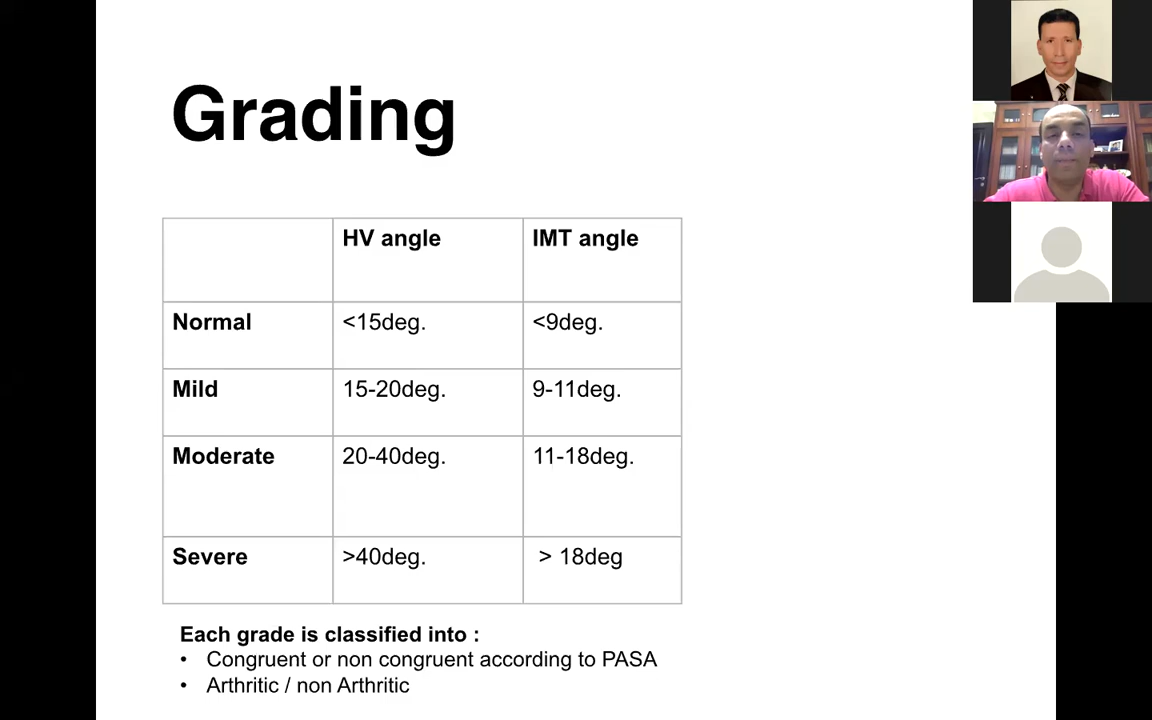 Grading
HV angle IMT angle
Normal <15deg. <9deg.
Mild 15-20deg. 9-11deg.
Moderate 20-40deg. 11-18deg.
Severe >40deg. > 18deg
Each grade is classified into :
• Congruent or non congruent according to PASA
• Arthritic / non Arthritic